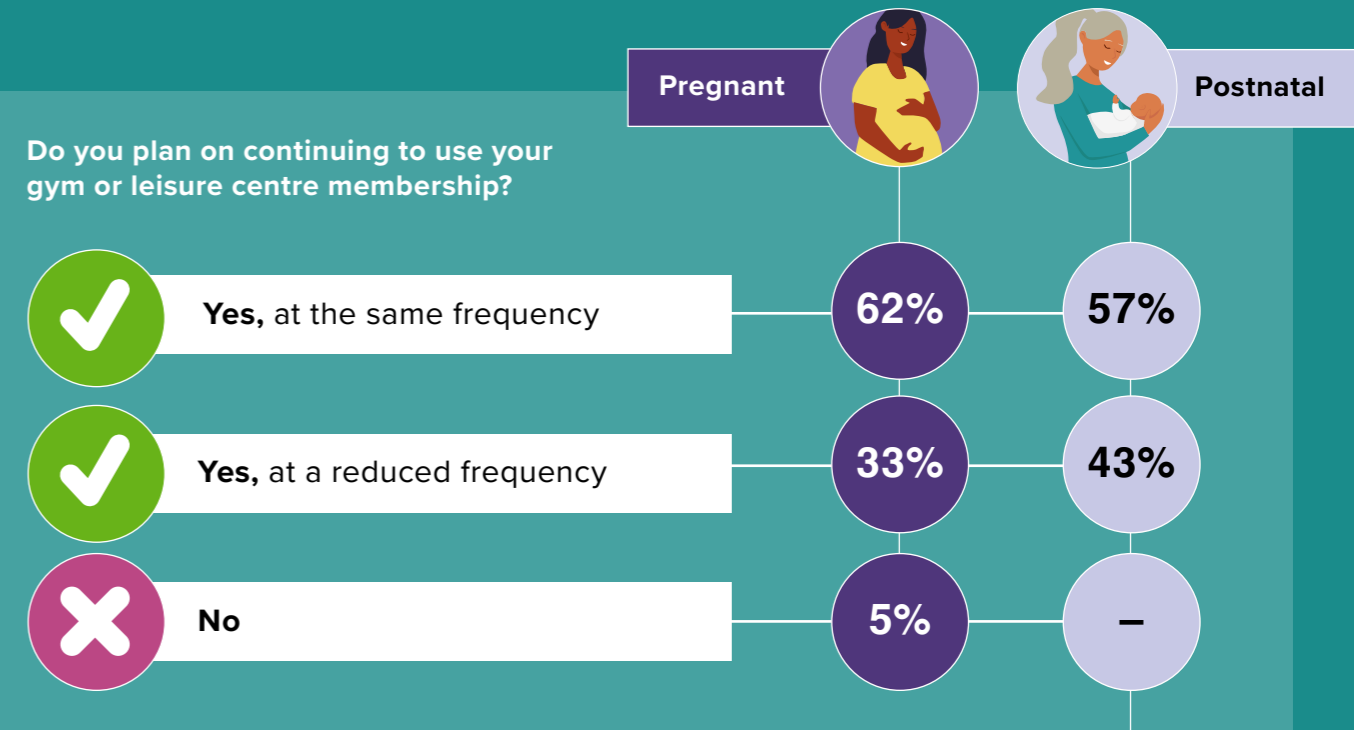 Pregnant
Postnatal
Do you plan on continuing to use your
gym or leisure centre membership?
Yes, at the same frequency
62%
57%
Yes, at a reduced frequency
33%
43%
No
5%
–